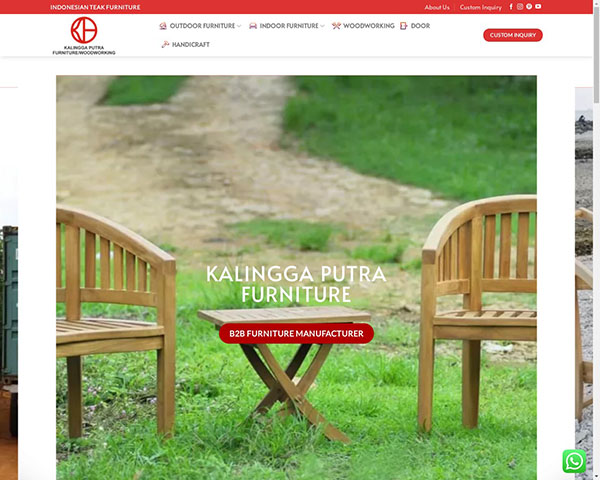 INDONESIAN TEAK FURNITURE
About Us
Custom Inquiry
KALINGGA PUTRA
FURNITURE/WOODWORKING
OUTDOOR FURNITURE
INDOOR FURNITURE
WOODWORKING
DOOR
HANDICRAFT
CUSTOM INQUIRY
KALINGGA PUTRA
FURNITURE
B2B FURNITURE MANUFACTURER